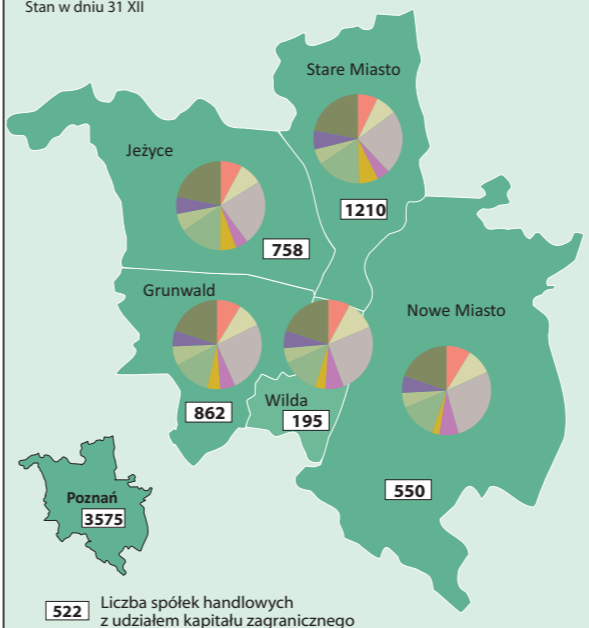 Stan w dniu 31 XII
Stare Miasto
Jeżyce
1210
758
Grunwald
Nowe Miasto
Wilda
862
195
550
Poznań
3575
522 Liczba spółek handlowych
z udziałem kapitału zagranicznego